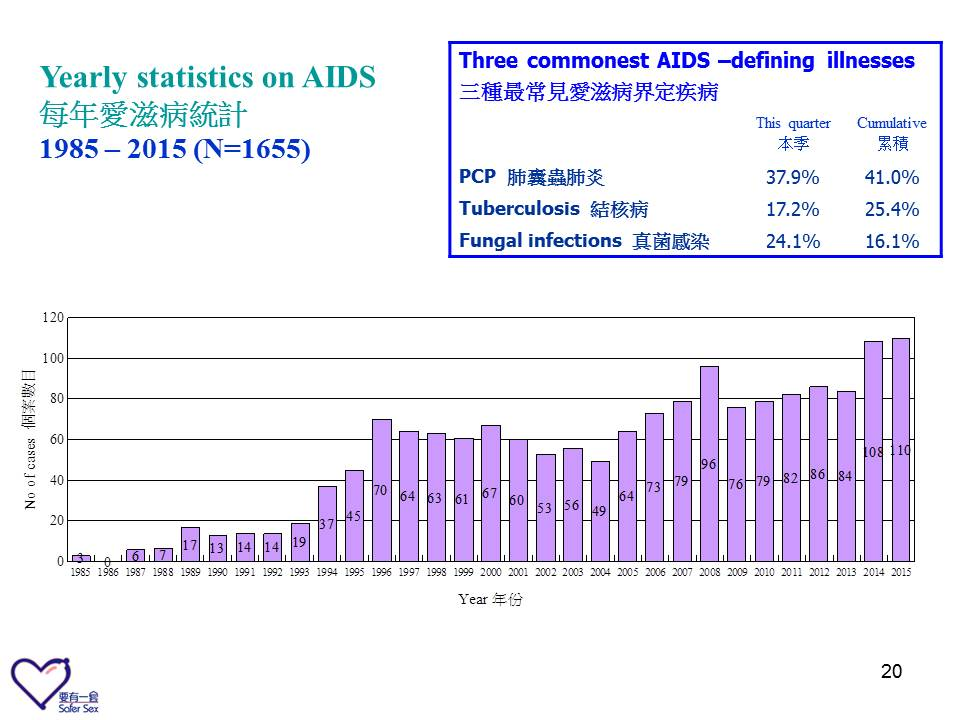 Yearly statistics on AIDS
每年愛滋病統計
1985 – 2015 (N=1655)
Three commonest AIDS –defining illnesses
三種最常見愛滋病界定疾病
This quarter Cumulative
本季 累積
PCP 肺囊蟲肺炎 37.9% 41.0%
Tuberculosis 結核病 17.2% 25.4%
Fungal infections 真菌感染 24.1% 16.1%
No of cases 個案數目
120
100
80
60
40
20
0
3 0 6 7 17 13 14 14 19 37 45 70 64 63 61 67 60 53 56 49 64 73 79 96 76 79 82 86 84 108 110
1985 1986 1987 1988 1989 1990 1991 1992 1993 1994 1995 1996 1997 1998 1999 2000 2001 2002 2003 2004 2005 2006 2007 2008 2009 2010 2011 2012 2013 2014 2015
Year 年份
要有一套
Safer Sex
20